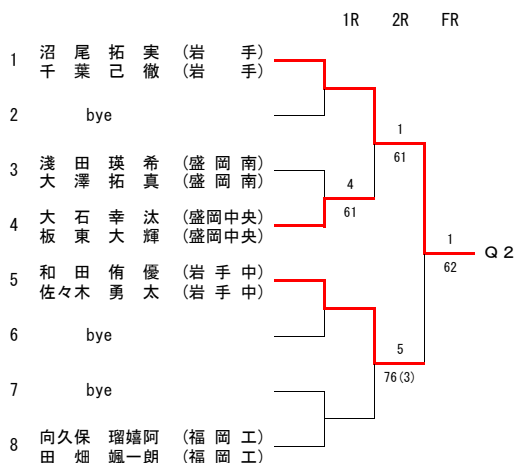 1R 2R FR
1 沼 尾 拓 実 (岩 手)
千 葉 己 徹 (岩 手)
2 bye
1
61
3 淺 田 瑛 希 (盛 岡 南)
大 澤 拓 真 (盛 岡 南)
4
61
4 大 石 幸 汰 (盛岡中央)
板 東 大 輝 (盛岡中央)
1
62
Q 2
5 和 田 侑 優 (岩 手 中)
佐々木 勇 太 (岩 手 中)
6 bye
5
76(3)
7 bye
8 向久保 瑠嬉阿 (福 岡 工)
田 畑 颯一朗 (福 岡 工)